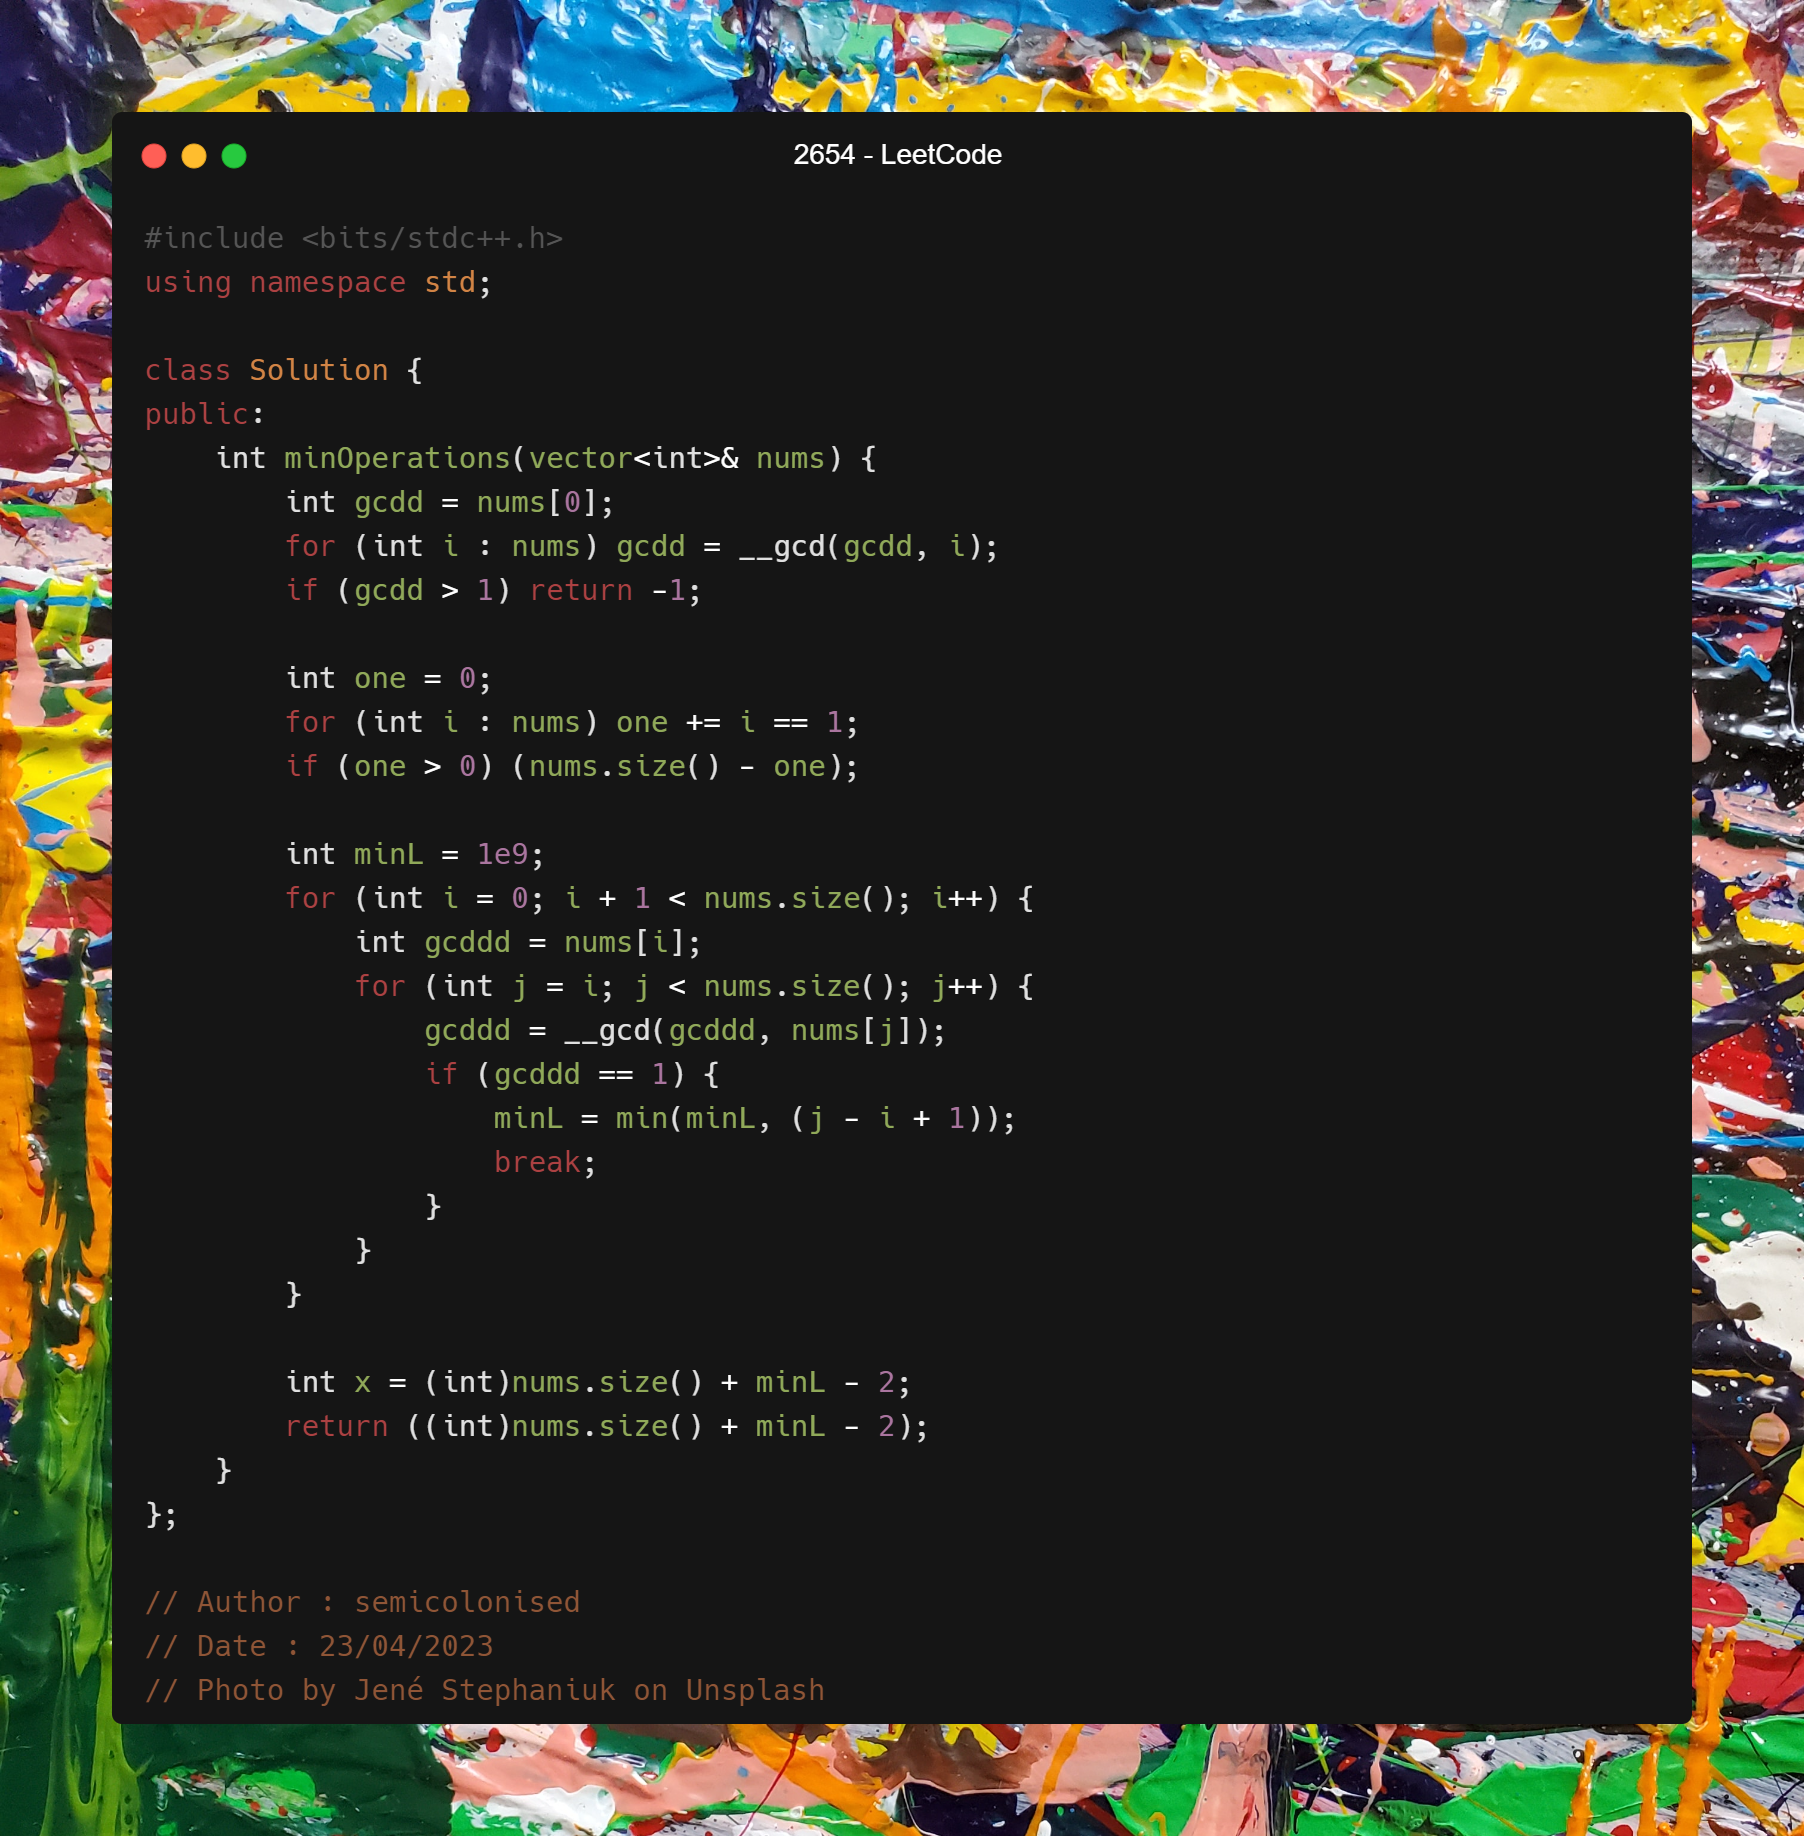 2654 - LeetCode
#include <bits/stdc++.h>
using namespace std;
class Solution {
public:
    int minOperations(vector<int>& nums) {
        int gcdd = nums[0];
        for (int i : nums) gcdd = __gcd(gcdd, i);
        if (gcdd > 1) return -1;
        int one = 0;
        for (int i : nums) one += i == 1;
        if (one > 0) (nums.size() - one);
        int minL = 1e9;
        for (int i = 0; i + 1 < nums.size(); i++) {
            int gcddd = nums[i];
            for (int j = i; j < nums.size(); j++) {
                gcddd = __gcd(gcddd, nums[j]);
                if (gcddd == 1) {
                    minL = min(minL, (j - i + 1));
                    break;
                }
            }
        }
        int x = (int)nums.size() + minL - 2;
        return ((int)nums.size() + minL - 2);
    }
};
// Author : semicolonised
// Date : 23/04/2023
// Photo by Jené Stephaniuk on Unsplash